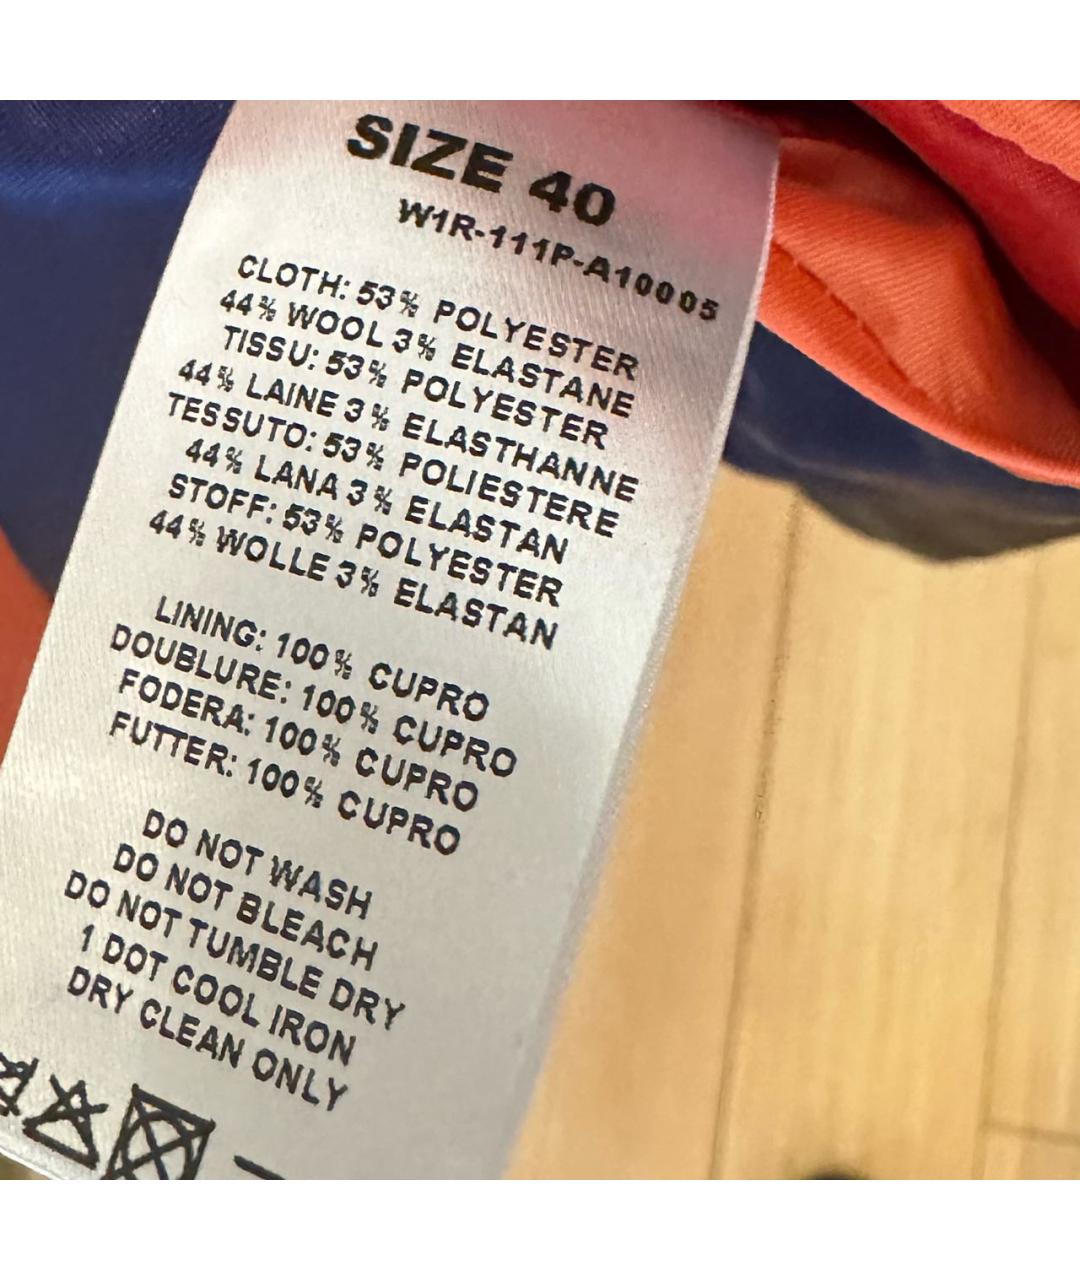 SIZE 40
W1R-111P-A10005
CLOTH: 53% POLYESTER
44% WOOL 3% ELASTANE
TISSU: 53% POLYESTER
44% LAINE 3% ELASTHANNE
TESSUTO: 53% POLIESTERE
44% LANA 3% ELASTAN
STOFF: 53% POLYESTER
44% WOLLE 3% ELASTAN
LINING: 100% CUPRO
DOUBLURE: 100% CUPRO
FODERA: 100% CUPRO
FUTTER: 100% CUPRO
DO NOT WASH
DO NOT BLEACH
DO NOT TUMBLE DRY
1 DOT COOL IRON
DRY CLEAN ONLY